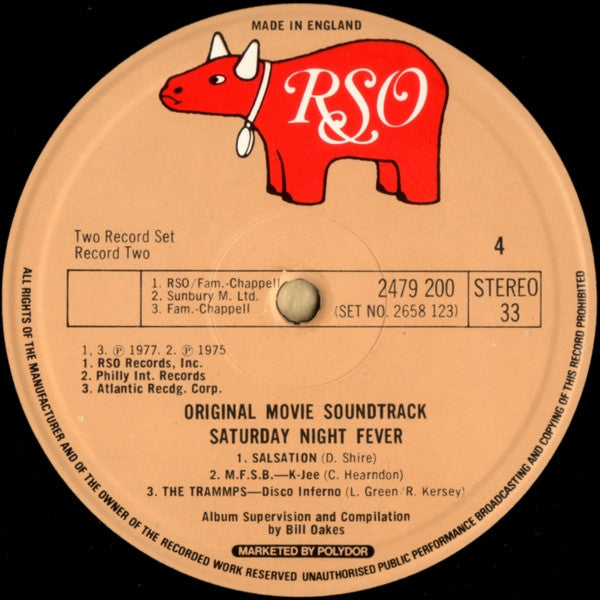 MADE IN ENGLAND
RSO
Two Record Set
Record Two
4
1. RSO/Fam.-Chappell
2. Sunbury M. Ltd.
3. Fam.-Chappell
2479 200
(SET NO. 2658 123)
STEREO
33
1, 3. ℗ 1977. 2. ℗ 1975
1. RSO Records, Inc.
2. Philly Int. Records
3. Atlantic Recdg. Corp.
ORIGINAL MOVIE SOUNDTRACK
SATURDAY NIGHT FEVER
1. SALSATION (D. Shire)
2. M.F.S.B.—K-Jee (C. Hearndon)
3. THE TRAMMPS—Disco Inferno (L. Green/R. Kersey)
Album Supervision and Compilation
by Bill Oakes
MARKETED BY POLYDOR
ALL RIGHTS OF THE MANUFACTURER AND OF THE OWNER OF THE RECORDED WORK RESERVED UNAUTHORISED PUBLIC PERFORMANCE BROADCASTING AND COPYING OF THIS RECORD PROHIBITED